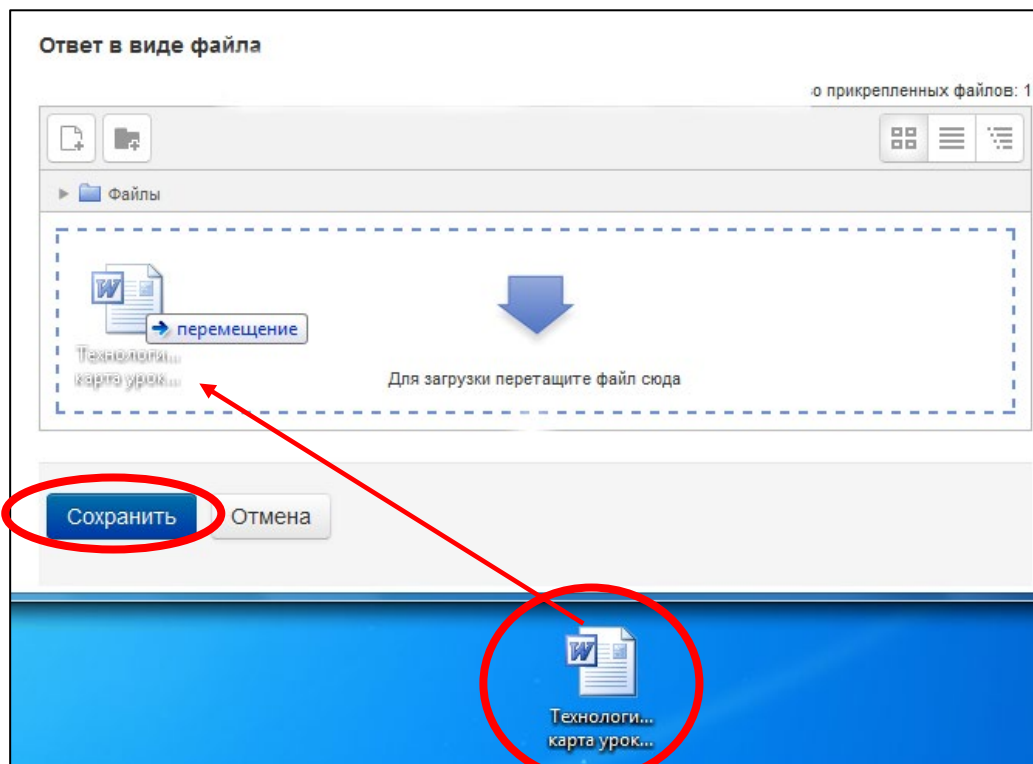 Ответ в виде файла
о прикрепленных файлов: 1
Файлы
перемещение
Технологи...
карта урок...
Для загрузки перетащите файл сюда
Сохранить
Отмена
Технологи...
карта урок...